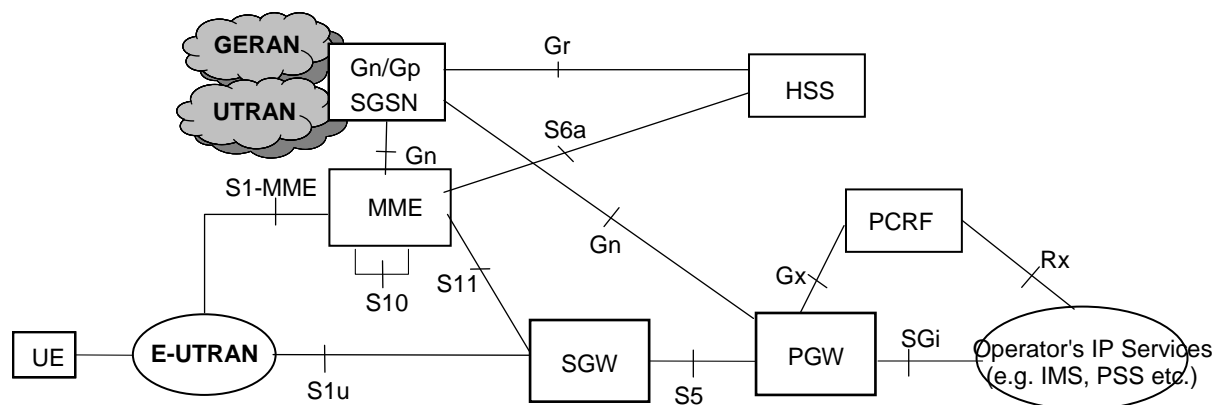 GERAN
UTRAN
Gn/Gp
SGSN
Gr
HSS
S6a
Gn
S1-MME
MME
S10
S11
Gn
PCRF
Gx
Rx
UE
E-UTRAN
S1u
SGW
S5
PGW
SGi
Operator's IP Services
(e.g. IMS, PSS etc.)